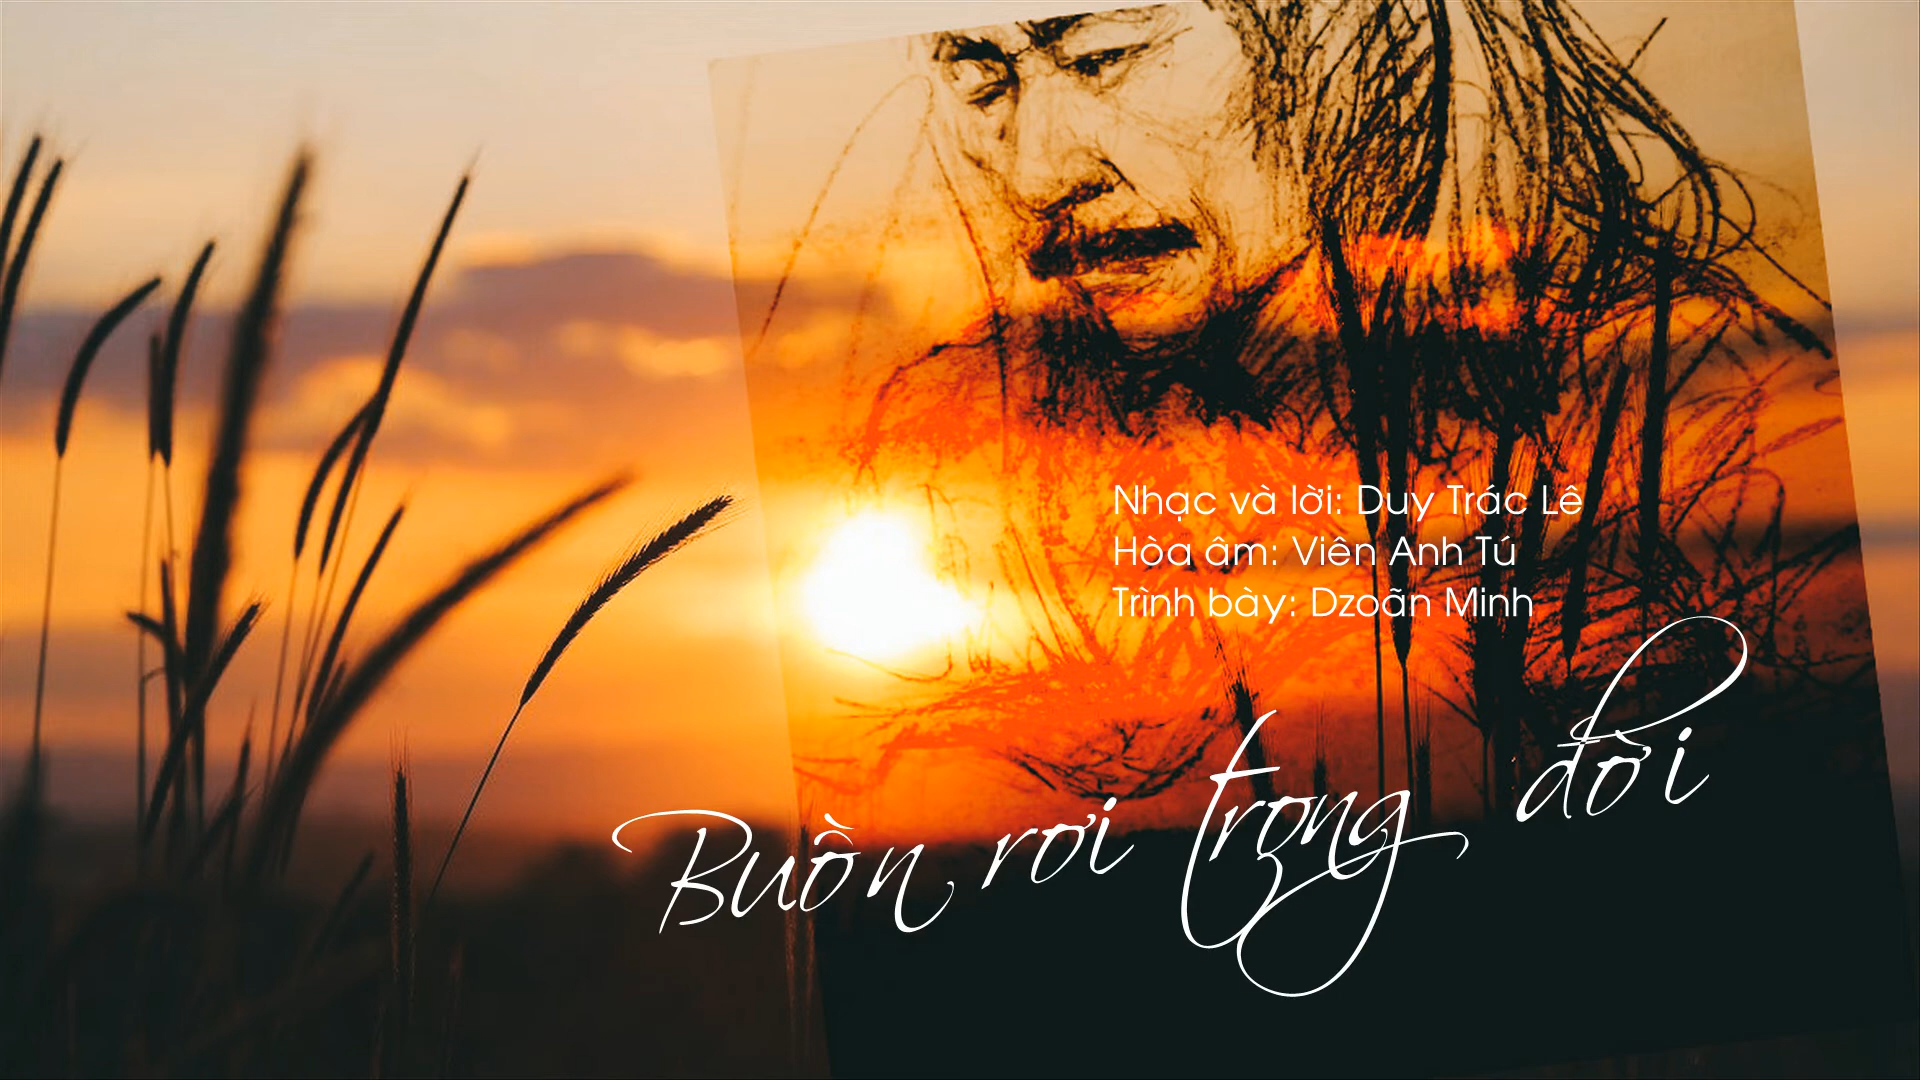 Nhạc và lời: Duy Trác Lê
Hòa âm: Viên Anh Tú
Trình bày: Dzoãn Minh
Buồn rơi trong đời